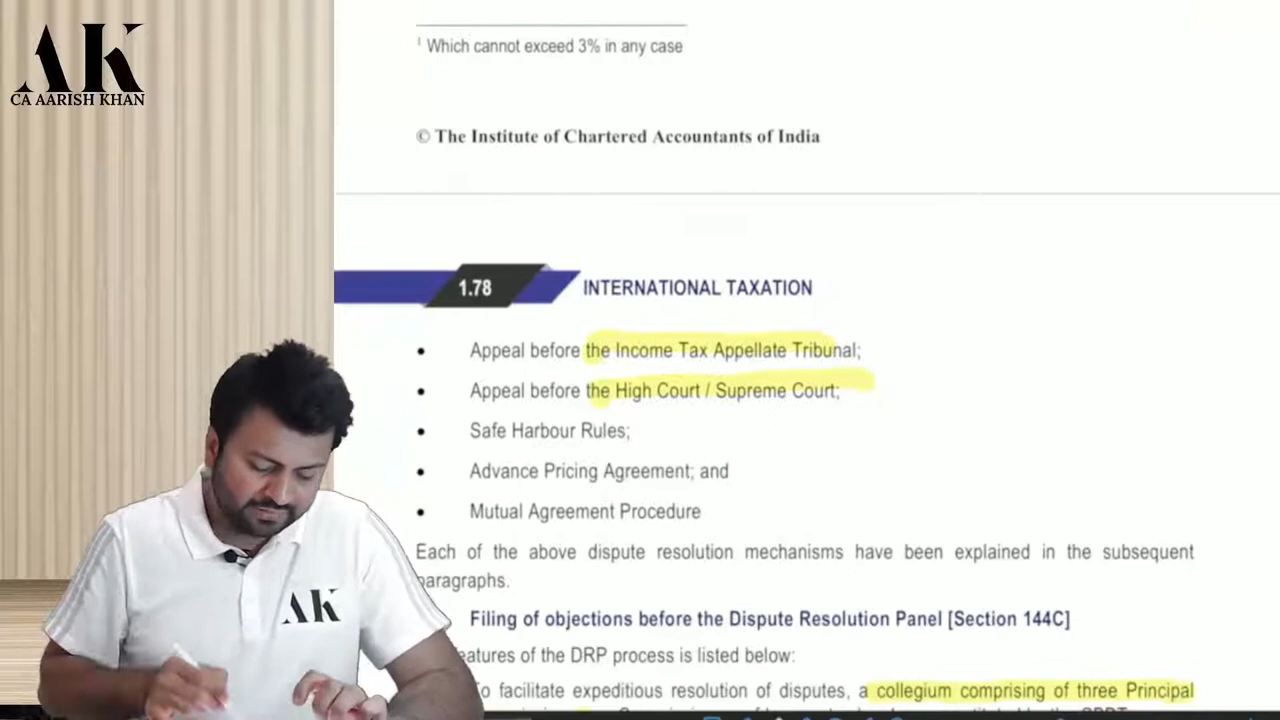 AK
CA AARISH KHAN
1 Which cannot exceed 3% in any case
© The Institute of Chartered Accountants of India
1.78 INTERNATIONAL TAXATION
• Appeal before the Income Tax Appellate Tribunal;
• Appeal before the High Court / Supreme Court;
• Safe Harbour Rules;
• Advance Pricing Agreement; and
• Mutual Agreement Procedure
Each of the above dispute resolution mechanisms have been explained in the subsequent
paragraphs.
Filing of objections before the Dispute Resolution Panel [Section 144C]
of the DRP process is listed below:
To facilitate expeditious resolution of disputes, a collegium comprising of three Principal
AK